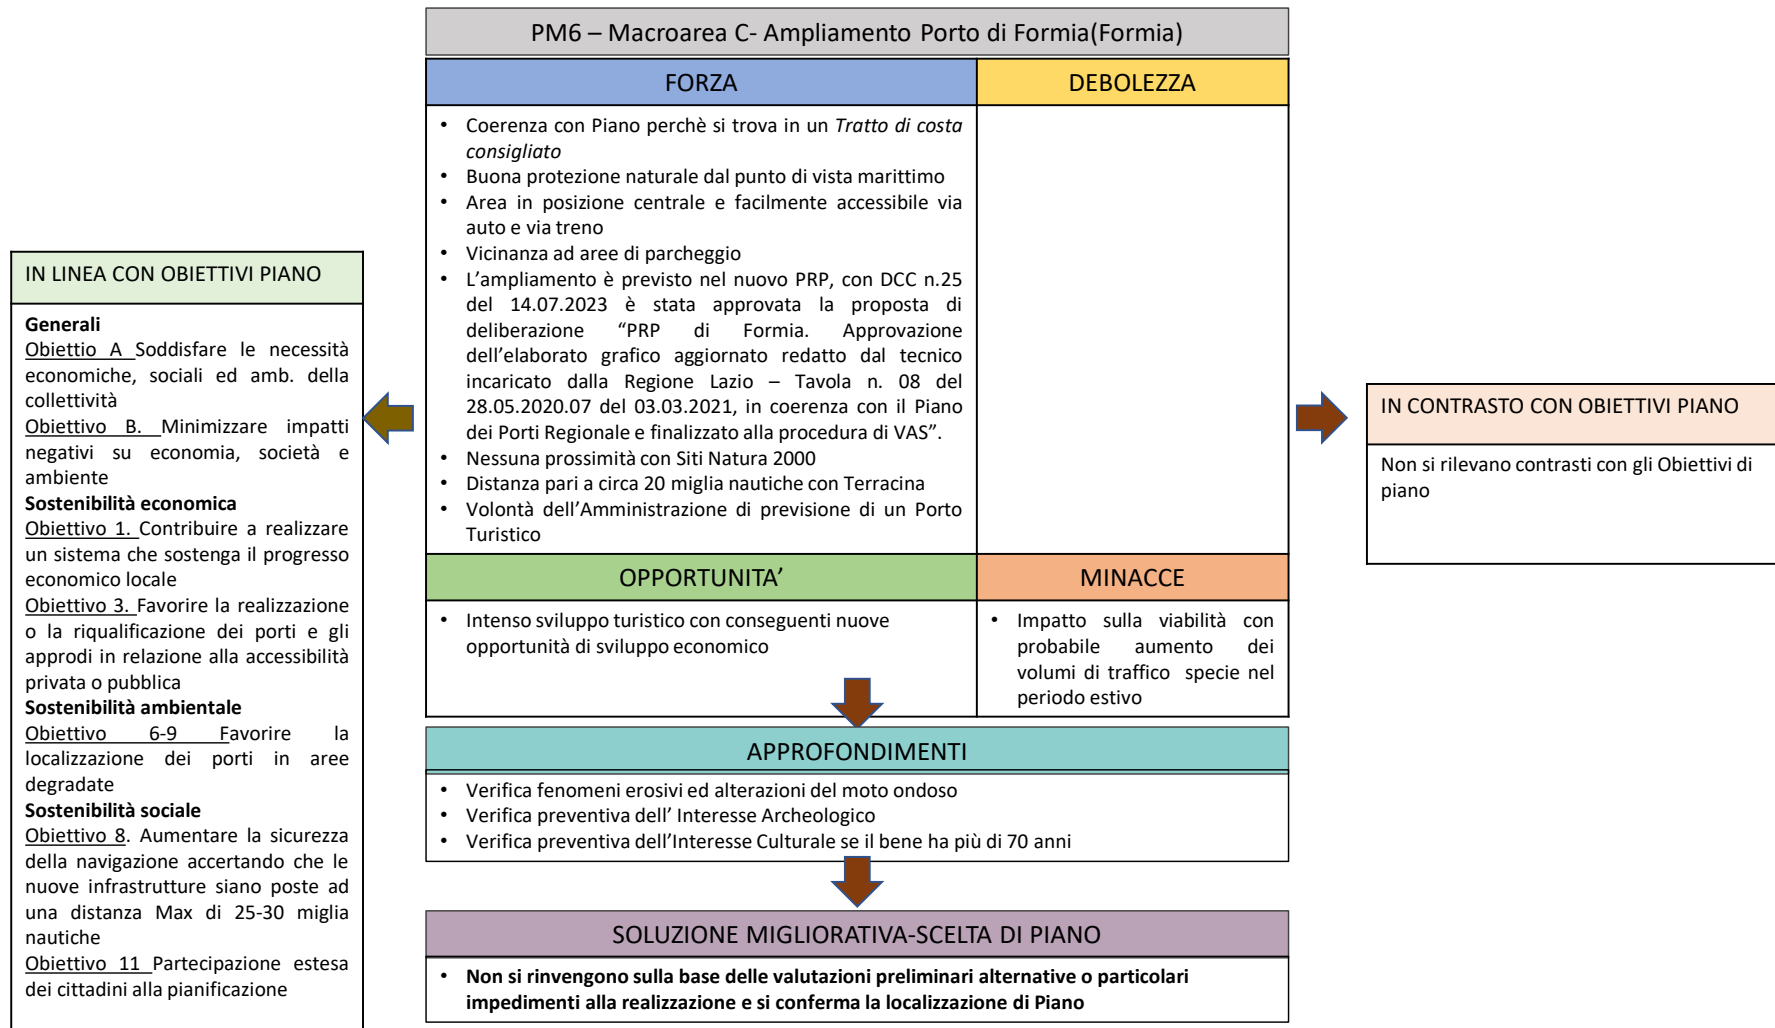 PM6 – Macroarea C- Ampliamento Porto di Formia(Formia)
FORZA
• Coerenza con Piano perchè si trova in un Tratto di costa
consigliato
• Buona protezione naturale dal punto di vista marittimo
• Area in posizione centrale e facilmente accessibile via
auto e via treno
• Vicinanza ad aree di parcheggio
• L’ampliamento è previsto nel nuovo PRP, con DCC n.25
del 14.07.2023 è stata approvata la proposta di
deliberazione “PRP di Formia. Approvazione
dell’elaborato grafico aggiornato redatto dal tecnico
incaricato dalla Regione Lazio – Tavola n. 08 del
28.05.2020.07 del 03.03.2021, in coerenza con il Piano
dei Porti Regionale e finalizzato alla procedura di VAS”.
• Nessuna prossimità con Siti Natura 2000
• Distanza pari a circa 20 miglia nautiche con Terracina
• Volontà dell’Amministrazione di previsione di un Porto
Turistico
DEBOLEZZA
OPPORTUNITA’
• Intenso sviluppo turistico con conseguenti nuove
opportunità di sviluppo economico
MINACCE
• Impatto sulla viabilità con
probabile aumento dei
volumi di traffico specie nel
periodo estivo
IN LINEA CON OBIETTIVI PIANO
Generali
Obiettio A Soddisfare le necessità
economiche, sociali ed amb. della
collettività
Obiettivo B. Minimizzare impatti
negativi su economia, società e
ambiente
Sostenibilità economica
Obiettivo 1. Contribuire a realizzare
un sistema che sostenga il progresso
economico locale
Obiettivo 3. Favorire la realizzazione
o la riqualificazione dei porti e gli
approdi in relazione alla accessibilità
privata o pubblica
Sostenibilità ambientale
Obiettivo 6-9 Favorire la
localizzazione dei porti in aree
degradate
Sostenibilità sociale
Obiettivo 8. Aumentare la sicurezza
della navigazione accertando che le
nuove infrastrutture siano poste ad
una distanza Max di 25-30 miglia
nautiche
Obiettivo 11 Partecipazione estesa
dei cittadini alla pianificazione
IN CONTRASTO CON OBIETTIVI PIANO
Non si rilevano contrasti con gli Obiettivi di
piano
APPROFONDIMENTI
• Verifica fenomeni erosivi ed alterazioni del moto ondoso
• Verifica preventiva dell’ Interesse Archeologico
• Verifica preventiva dell’Interesse Culturale se il bene ha più di 70 anni
SOLUZIONE MIGLIORATIVA-SCELTA DI PIANO
• Non si rinvengono sulla base delle valutazioni preliminari alternative o particolari
impedimenti alla realizzazione e si conferma la localizzazione di Piano